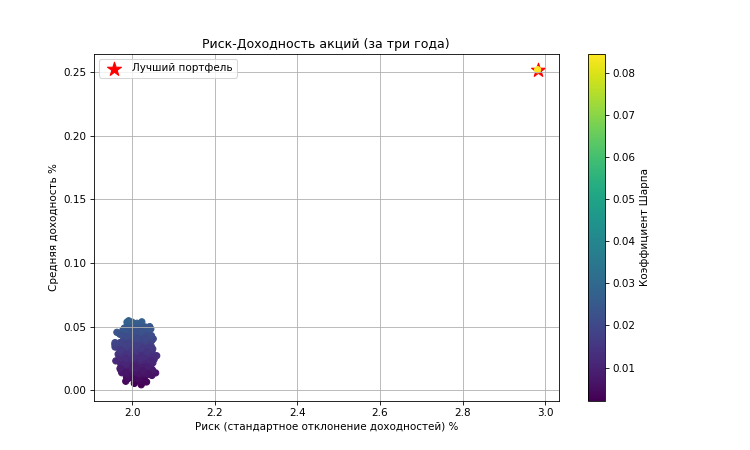 Риск-Доходность акций (за три года)
Лучший портфель
0.25
0.20
0.15
0.10
0.05
0.00
Средняя доходность %
2.0 2.2 2.4 2.6 2.8 3.0
Риск (стандартное отклонение доходностей) %
0.08
0.07
0.06
0.05
0.04
0.03
0.02
0.01
Коэффициент Шарпа